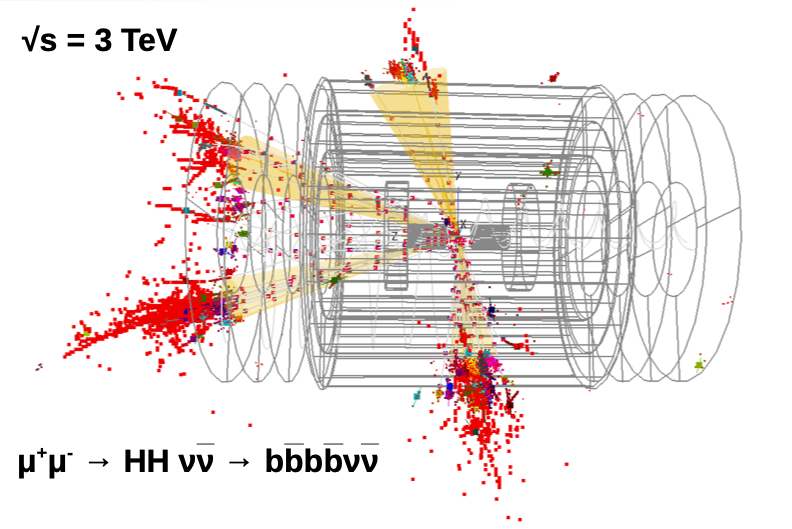 √s = 3 TeV
y
x
z
μ⁺μ⁻ → HH νν̅ → bb̅bb̅νν̅